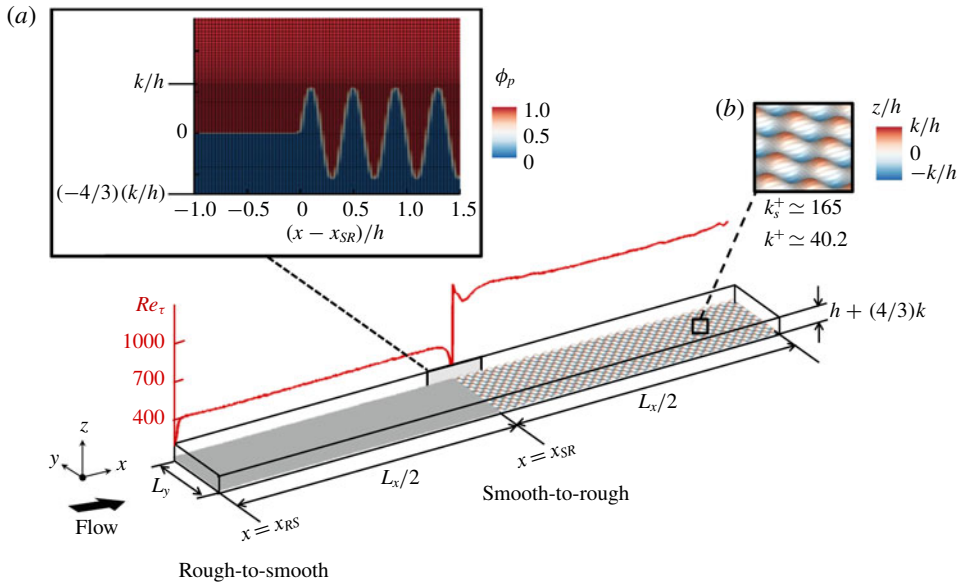 (a)
k/h
0
(−4/3)(k/h)
−1.0 −0.5 0 0.5 1.0 1.5
(x − x_SR)/h
ϕ_p
1.0
0.5
0
(b)
z/h
k/h
0
−k/h
k_s^+ ≃ 165
k^+ ≃ 40.2
Re_τ
1000
700
400
h + (4/3)k
L_x/2
x = x_SR
L_x/2
Smooth-to-rough
z
y
x
L_y
Flow
x = x_RS
Rough-to-smooth